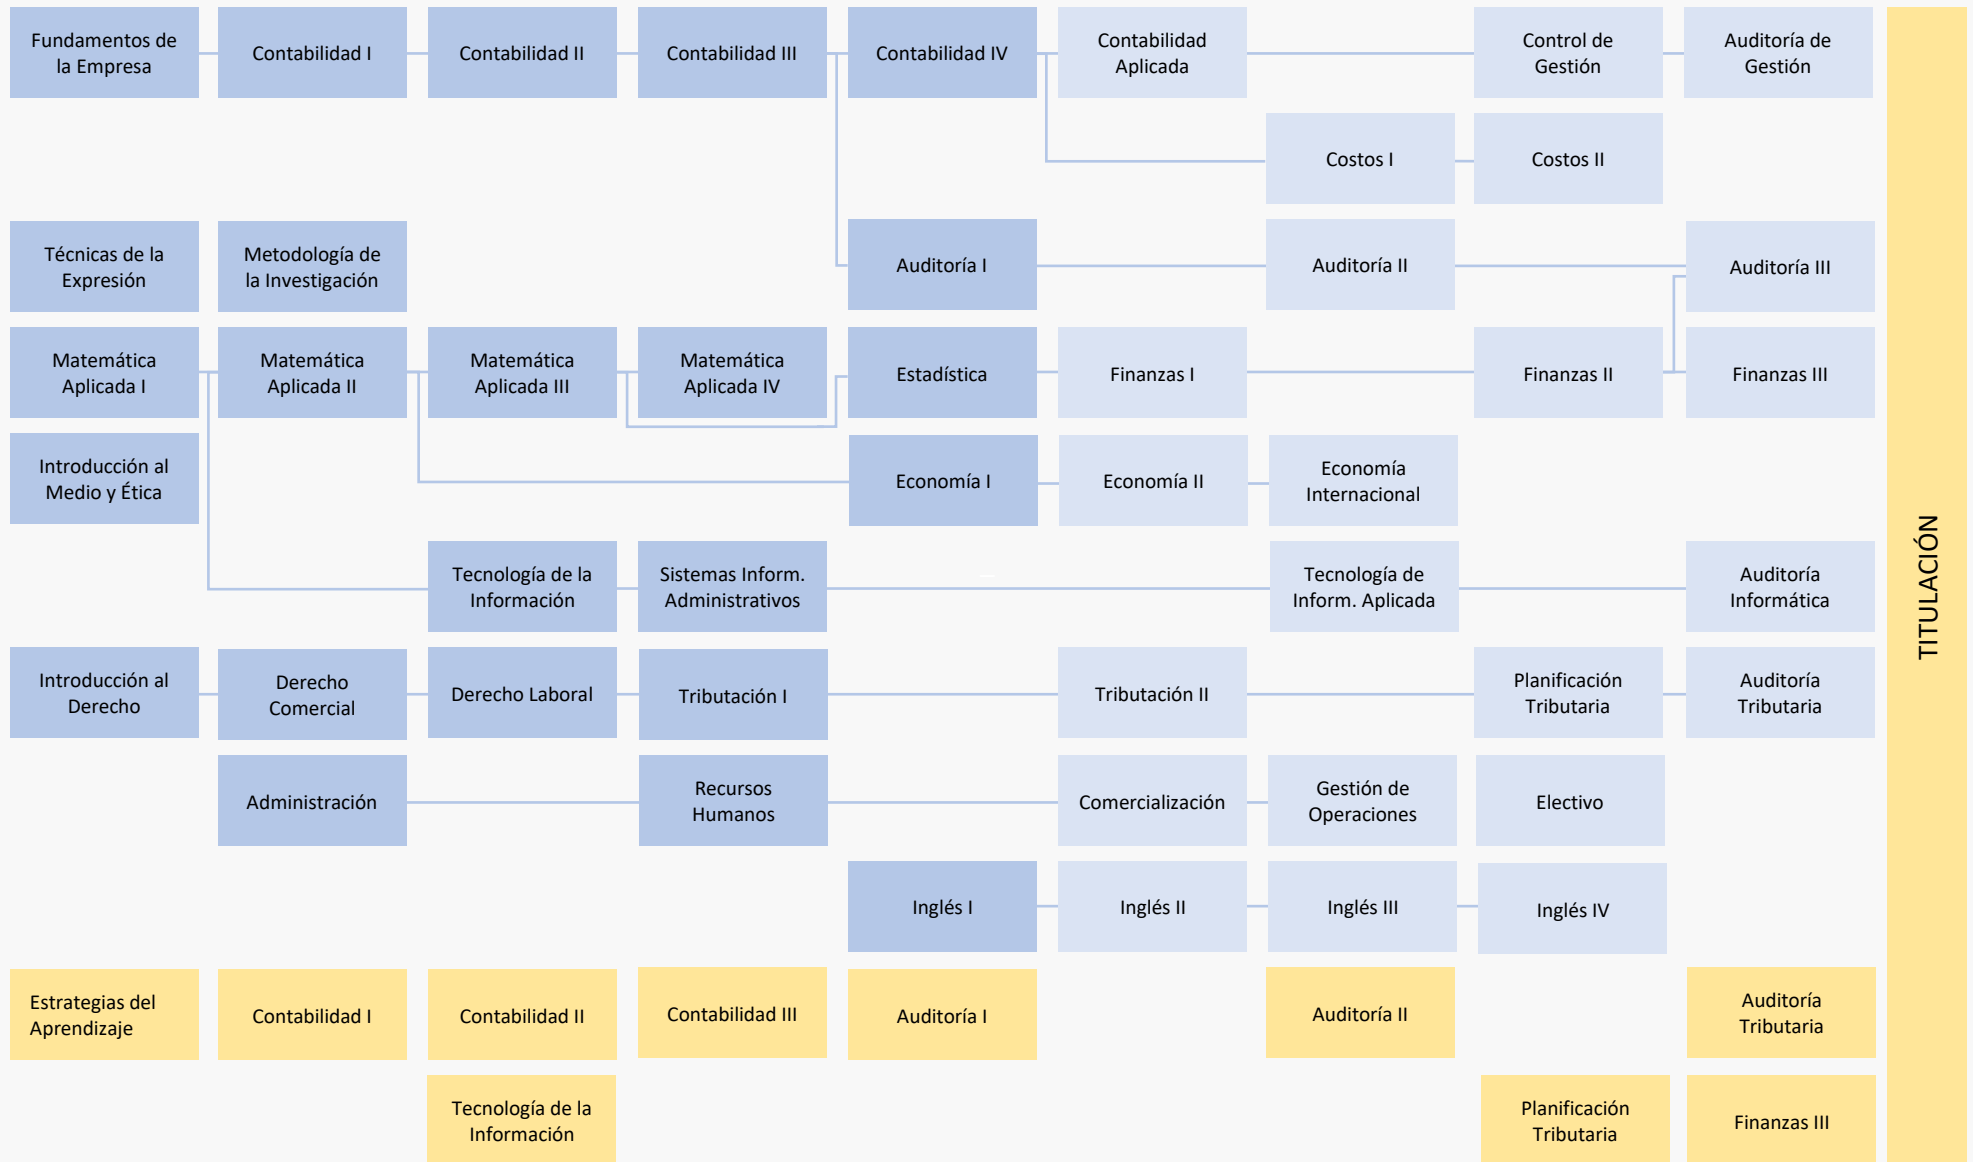 Fundamentos de
la Empresa
Contabilidad I
Contabilidad II
Contabilidad III
Contabilidad IV
Contabilidad
Aplicada
Control de
Gestión
Auditoría de
Gestión
Costos I
Costos II
Técnicas de la
Expresión
Metodología de
la Investigación
Auditoría I
Auditoría II
Auditoría III
Matemática
Aplicada I
Matemática
Aplicada II
Matemática
Aplicada III
Matemática
Aplicada IV
Estadística
Finanzas I
Finanzas II
Finanzas III
Introducción al
Medio y Ética
Economía I
Economía II
Economía
Internacional
Tecnología de la
Información
Sistemas Inform.
Administrativos
Tecnología de
Inform. Aplicada
Auditoría
Informática
Introducción al
Derecho
Derecho
Comercial
Derecho Laboral
Tributación I
Tributación II
Planificación
Tributaria
Auditoría
Tributaria
Administración
Recursos
Humanos
Comercialización
Gestión de
Operaciones
Electivo
Inglés I
Inglés II
Inglés III
Inglés IV
Estrategias del
Aprendizaje
Contabilidad I
Contabilidad II
Contabilidad III
Auditoría I
Auditoría II
Auditoría
Tributaria
Tecnología de la
Información
Planificación
Tributaria
Finanzas III
TITULACIÓN